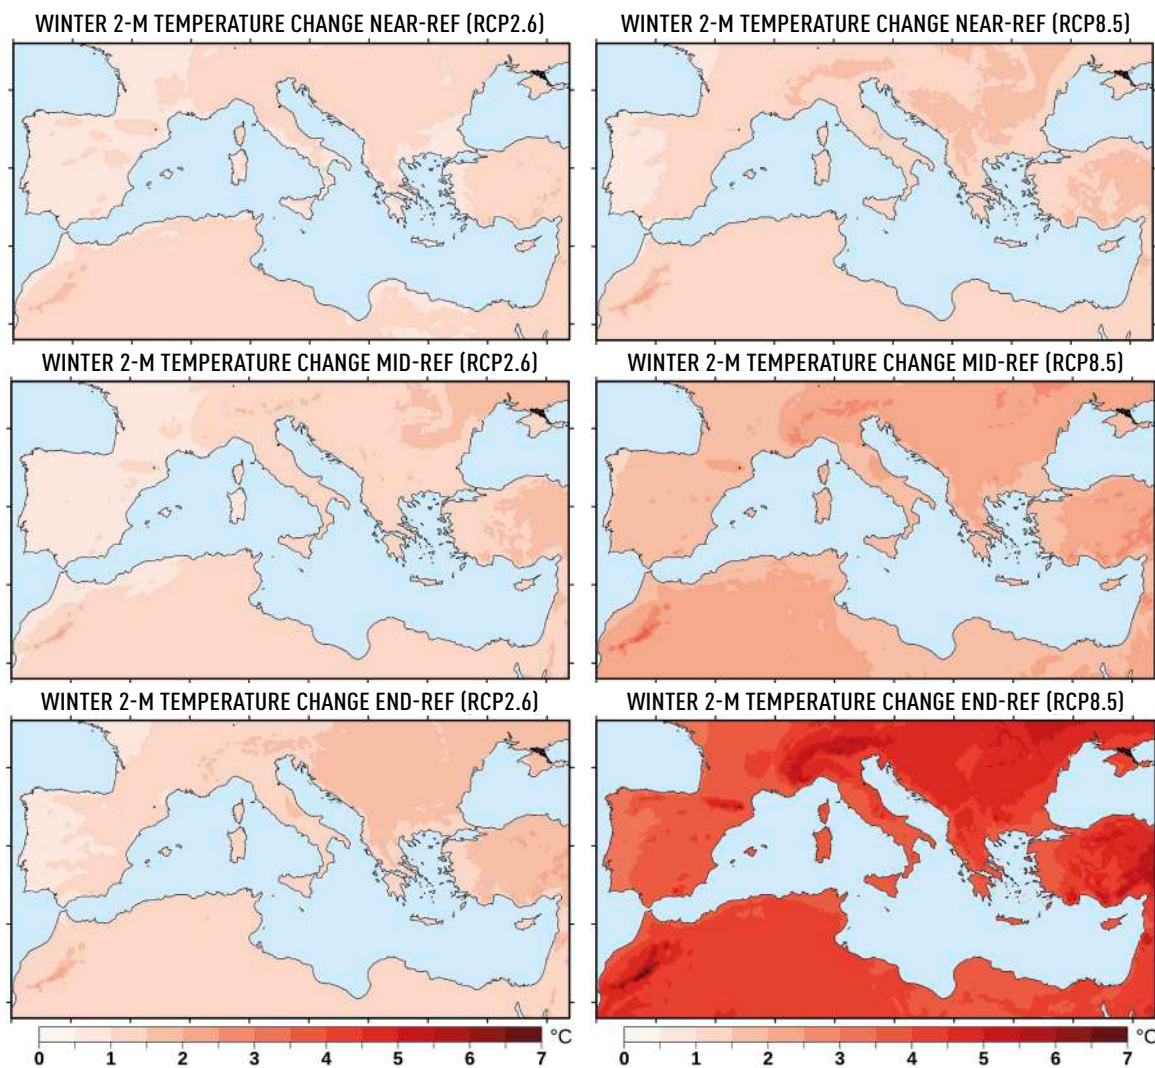 WINTER 2-M TEMPERATURE CHANGE NEAR-REF (RCP2.6)
WINTER 2-M TEMPERATURE CHANGE NEAR-REF (RCP8.5)
WINTER 2-M TEMPERATURE CHANGE MID-REF (RCP2.6)
WINTER 2-M TEMPERATURE CHANGE MID-REF (RCP8.5)
WINTER 2-M TEMPERATURE CHANGE END-REF (RCP2.6)
WINTER 2-M TEMPERATURE CHANGE END-REF (RCP8.5)
0 1 2 3 4 5 6 7 °C
0 1 2 3 4 5 6 7 °C